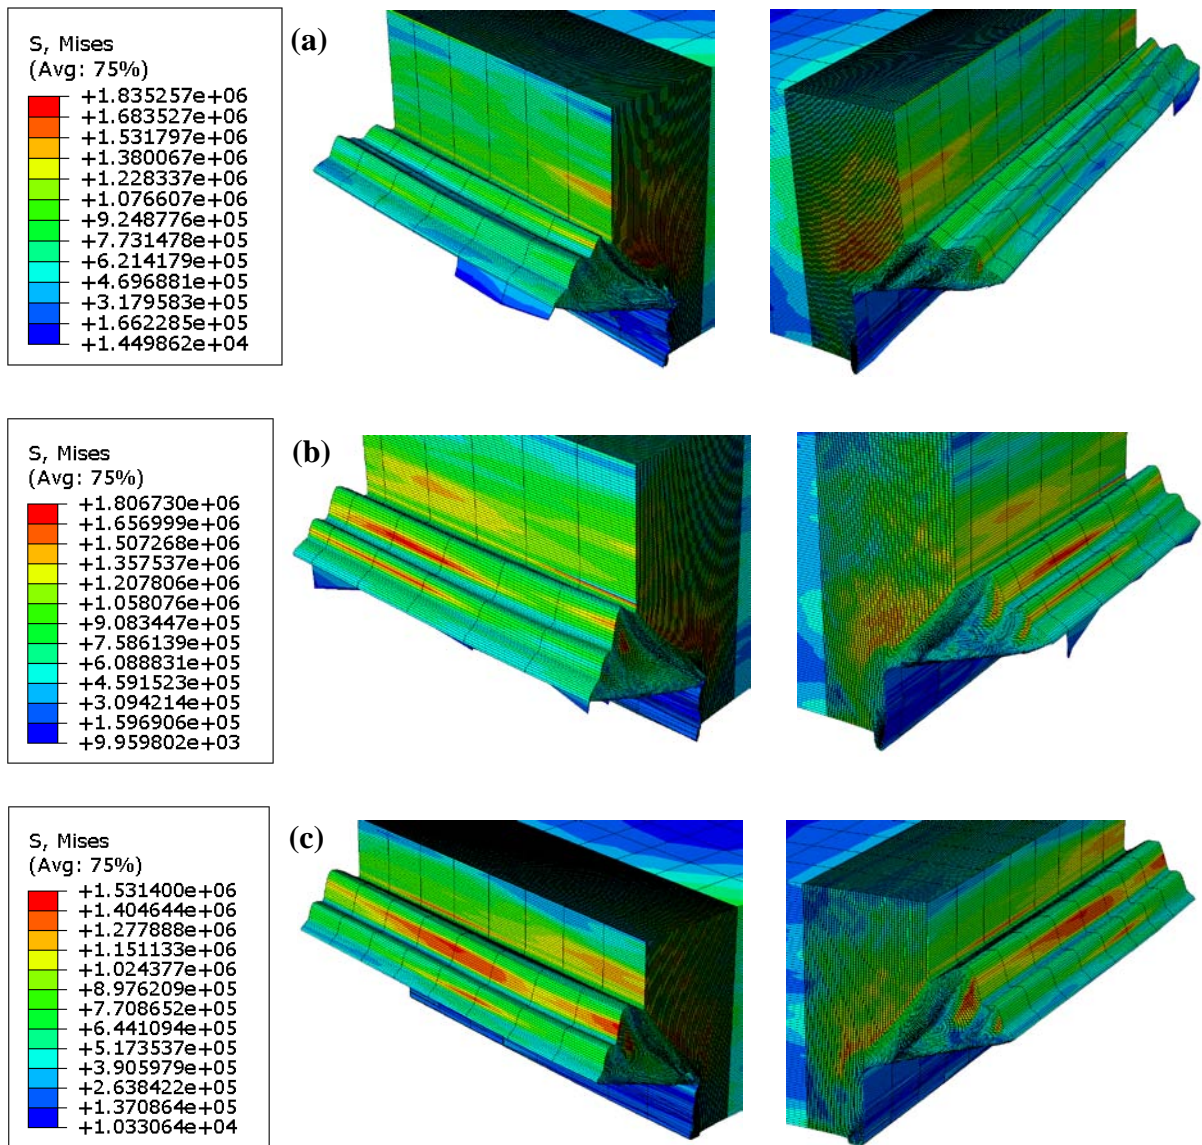 (a)
S, Mises
(Avg: 75%)
+1.835257e+06
+1.683527e+06
+1.531797e+06
+1.380067e+06
+1.228337e+06
+1.076607e+06
+9.248776e+05
+7.731478e+05
+6.214179e+05
+4.696881e+05
+3.179583e+05
+1.662285e+05
+1.449862e+04
(b)
S, Mises
(Avg: 75%)
+1.806730e+06
+1.656999e+06
+1.507268e+06
+1.357537e+06
+1.207806e+06
+1.058076e+06
+9.083447e+05
+7.586139e+05
+6.088831e+05
+4.591523e+05
+3.094214e+05
+1.596906e+05
+9.959802e+03
(c)
S, Mises
(Avg: 75%)
+1.531400e+06
+1.404644e+06
+1.277888e+06
+1.151133e+06
+1.024377e+06
+8.976209e+05
+7.708652e+05
+6.441094e+05
+5.173537e+05
+3.905979e+05
+2.638422e+05
+1.370864e+05
+1.033064e+04